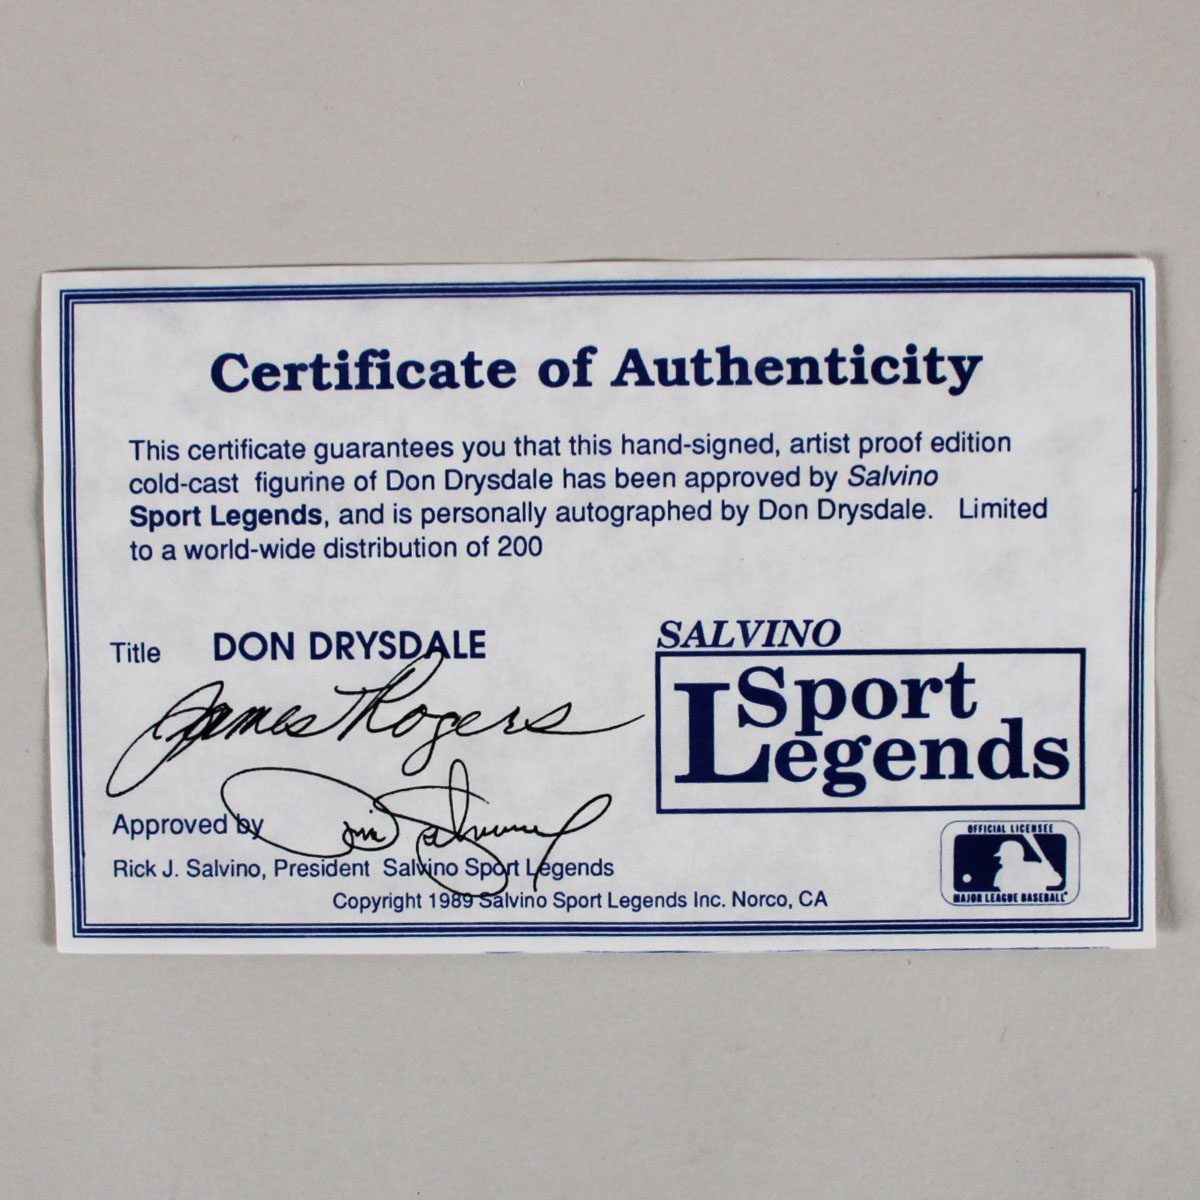 Certificate of Authenticity
This certificate guarantees you that this hand-signed, artist proof edition
cold-cast figurine of Don Drysdale has been approved by Salvino
Sport Legends, and is personally autographed by Don Drysdale. Limited
to a world-wide distribution of 200
Title DON DRYSDALE
James Rogers
Approved by
Rick J. Salvino, President Salvino Sport Legends
Copyright 1989 Salvino Sport Legends Inc. Norco, CA
SALVINO
Sport
Legends
OFFICIAL LICENSEE
MAJOR LEAGUE BASEBALL